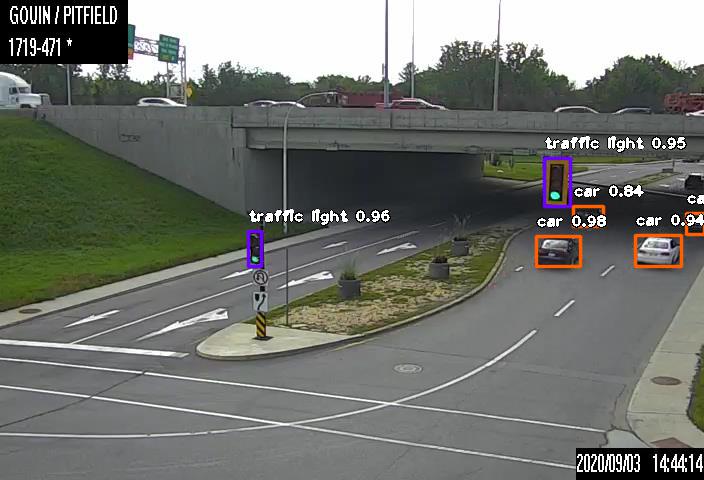 GOUIN / PITFIELD
1719-471 *
traffic light 0.95
car 0.84
ca
traffic light 0.96
car 0.98
car 0.94
2020/09/03 14:44:14